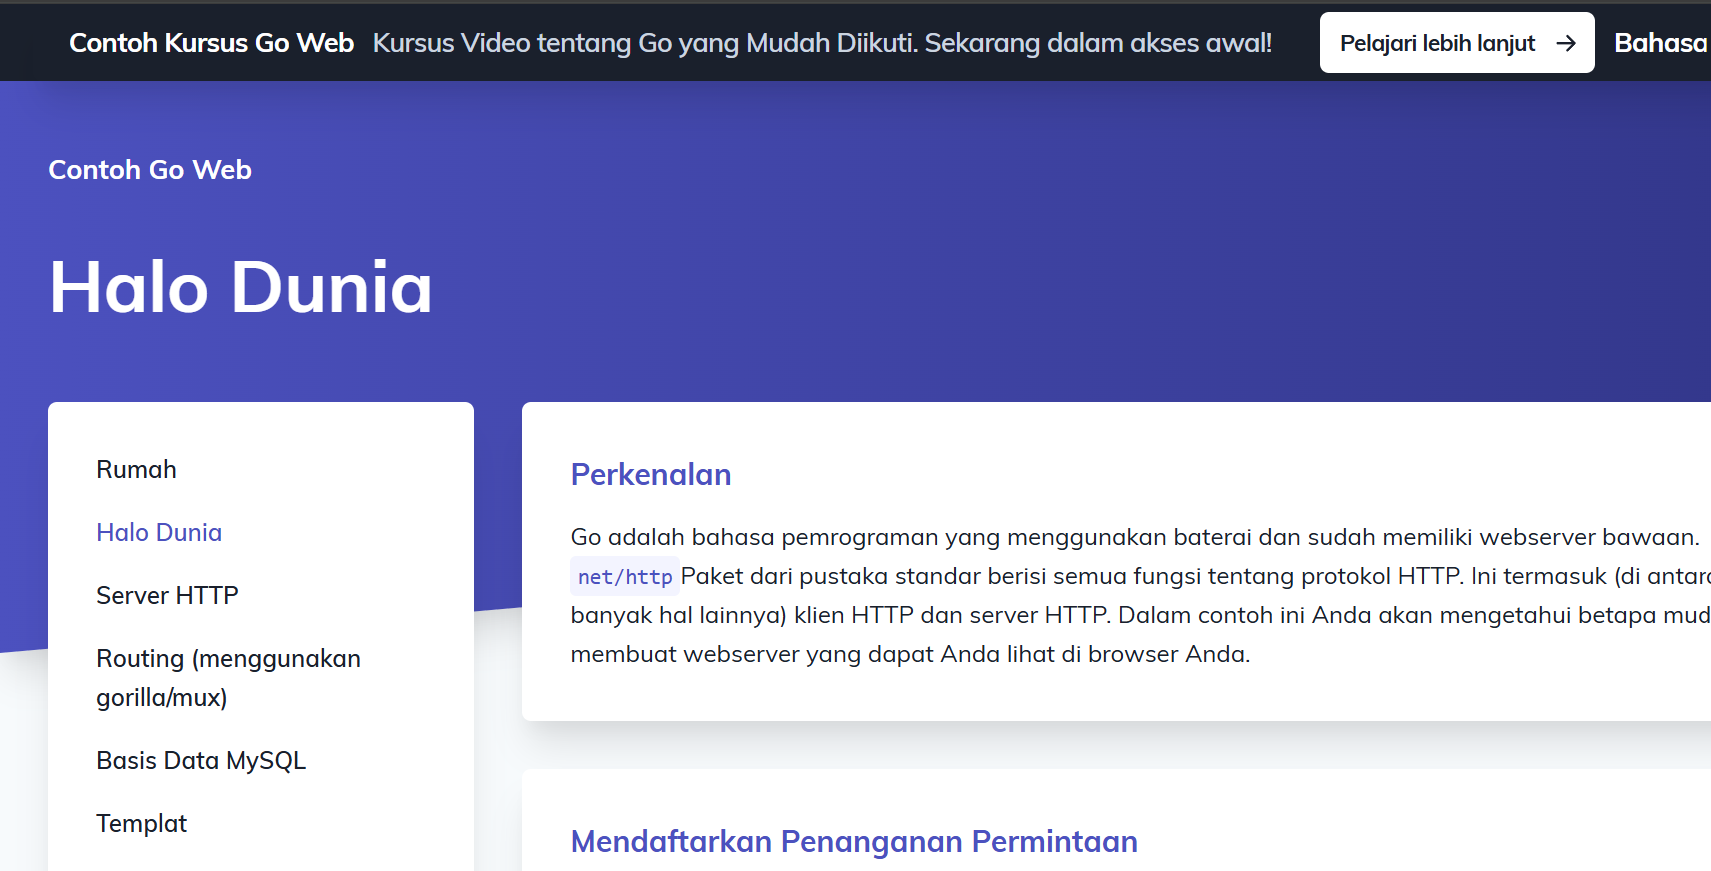 Contoh Kursus Go Web Kursus Video tentang Go yang Mudah Diikuti. Sekarang dalam akses awal! Pelajari lebih lanjut → Bahasa
Contoh Go Web
Halo Dunia
Rumah
Halo Dunia
Server HTTP
Routing (menggunakan
gorilla/mux)
Basis Data MySQL
Templat
Perkenalan
Go adalah bahasa pemrograman yang menggunakan baterai dan sudah memiliki webserver bawaan.
net/http Paket dari pustaka standar berisi semua fungsi tentang protokol HTTP. Ini termasuk (di
banyak hal lainnya) klien HTTP dan server HTTP. Dalam contoh ini Anda akan mengetahui betapa
membuat webserver yang dapat Anda lihat di browser Anda.
Mendaftarkan Penanganan Permintaan